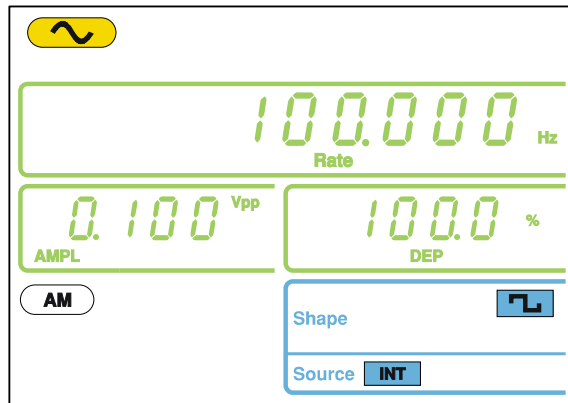 100.000 Hz
Rate
0.100 Vpp
AMPL
100.0 %
DEP
AM
Shape
Source INT